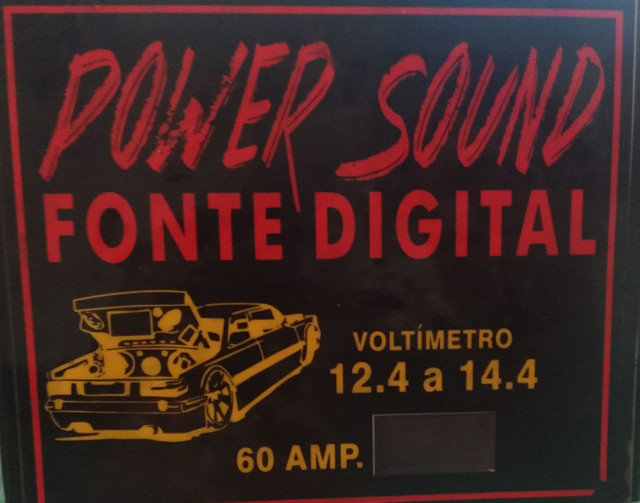 POWER SOUND
FONTE DIGITAL
VOLTÍMETRO
12.4 a 14.4
60 AMP.